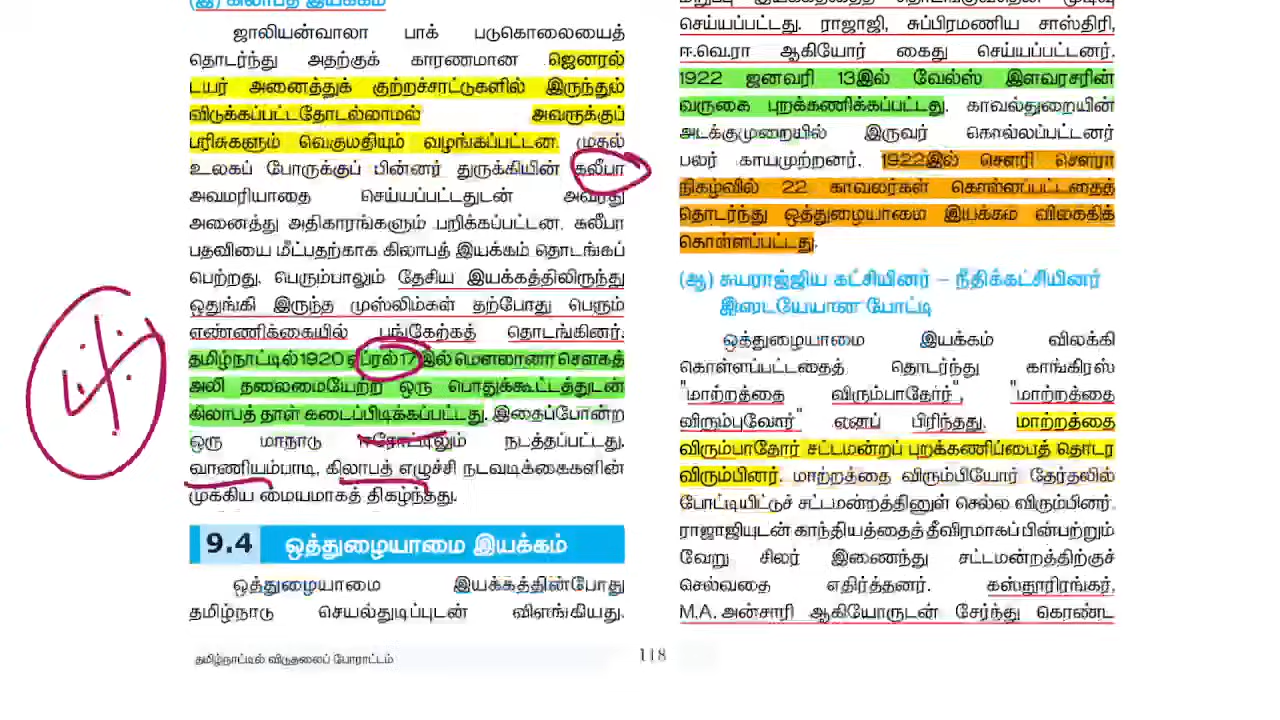 (இ) கிலாபத் இயக்கம்
ஜாலியன்வாலா பாக் படுகொலையைத்
தொடர்ந்து அதற்குக் காரணமான ஜெனரல்
டயர் அனைத்துக் குற்றச்சாட்டுகளில் இருந்தும்
விடுக்கப்பட்டதோடல்லாமல் அவருக்குப்
பரிசுகளும் வெகுமதியும் வழங்கப்பட்டன. முதல்
உலகப் போருக்குப் பின்னர் துருக்கியின் கலீபா
அவமரியாதை செய்யப்பட்டதுடன் அவரது
அனைத்து அதிகாரங்களும் பறிக்கப்பட்டன. கலீபா
பதவியை மீட்பதற்காக கிலாபத் இயக்கம் தொடங்கப்
பெற்றது. பெரும்பாலும் தேசிய இயக்கத்திலிருந்து
ஒதுங்கி இருந்த முஸ்லிம்கள் தற்போது பெரும்
எண்ணிக்கையில் பங்கேற்கத் தொடங்கினர்.
தமிழ்நாட்டில் 1920 ஏப்ரல் 17இல் மௌலானா சௌகத்
அலி தலைமையேற்ற ஒரு பொதுக்கூட்டத்துடன்
கிலாபத் நாள் கடைப்பிடிக்கப்பட்டது. இதைப்போன்ற
ஒரு மாநாடு ஈரோட்டிலும் நடத்தப்பட்டது.
வாணியம்பாடி, கிலாபத் எழுச்சி நடவடிக்கைகளின்
முக்கிய மையமாகத் திகழ்ந்தது.
9.4 ஒத்துழையாமை இயக்கம்
ஒத்துழையாமை இயக்கத்தின்போது
தமிழ்நாடு செயல்துடிப்புடன் விளங்கியது.
செய்யப்பட்டது. ராஜாஜி, சுப்பிரமணிய சாஸ்திரி,
ஈ.வெ.ரா ஆகியோர் கைது செய்யப்பட்டனர்.
1922 ஜனவரி 13இல் வேல்ஸ் இளவரசரின்
வருகை புறக்கணிக்கப்பட்டது. காவல்துறையின்
அடக்குமுறையில் இருவர் கொல்லப்பட்டனர்
பலர் காயமுற்றனர். 1922இல் சௌரி சௌரா
நிகழ்வில் 22 காவலர்கள் கொள்ளப்பட்டதைத்
தொடர்ந்து ஒத்துழையாமை இயக்கம் விலக்கிக்
கொள்ளப்பட்டது.
(ஆ) சுயராஜ்ஜிய கட்சியினர் – நீதிக்கட்சியினர்
இடையேயான போட்டி
ஒத்துழையாமை இயக்கம் விலக்கி
கொள்ளப்பட்டதைத் தொடர்ந்து காங்கிரஸ்
"மாற்றத்தை விரும்பாதோர்", "மாற்றத்தை
விரும்புவோர்" எனப் பிரிந்தது. மாற்றத்தை
விரும்பாதோர் சட்டமன்றப் புறக்கணிப்பைத் தொடர
விரும்பினர். மாற்றத்தை விரும்பியோர் தேர்தலில்
போட்டியிட்டுச் சட்டமன்றத்தினுள் செல்ல விரும்பினர்.
ராஜாஜியுடன் காந்தியத்தைத் தீவிரமாகப் பின்பற்றும்
வேறு சிலர் இணைந்து சட்டமன்றத்திற்குச்
செல்வதை எதிர்த்தனர். கஸ்தூரிரங்கர்,
M.A. அன்சாரி ஆகியோருடன் சேர்ந்து கொண்ட
தமிழ்நாட்டில் விடுதலைப் போராட்டம்
118